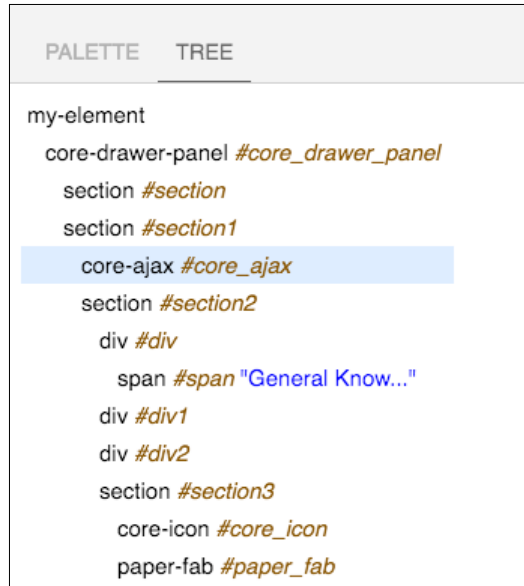 PALETTE TREE
my-element
core-drawer-panel #core_drawer_panel
section #section
section #section1
core-ajax #core_ajax
section #section2
div #div
span #span "General Know..."
div #div1
div #div2
section #section3
core-icon #core_icon
paper-fab #paper_fab